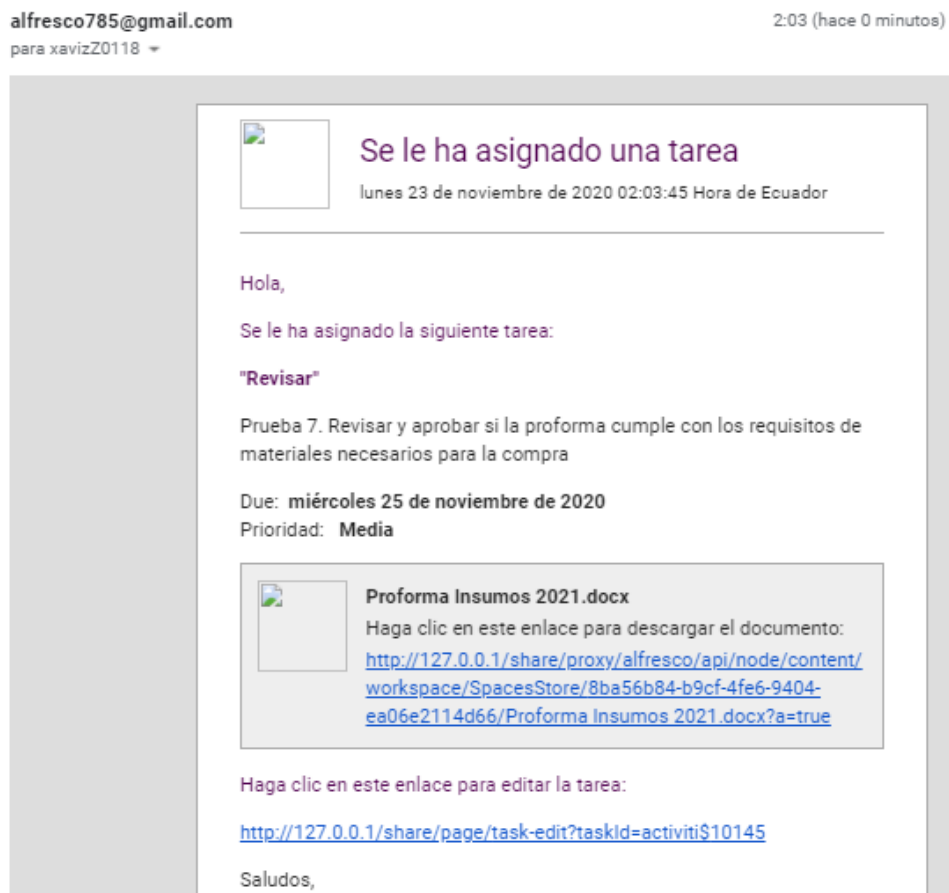 alfresco785@gmail.com
2:03 (hace 0 minutos)
para xavizZ0118
Se le ha asignado una tarea
lunes 23 de noviembre de 2020 02:03:45 Hora de Ecuador
Hola,
Se le ha asignado la siguiente tarea:
"Revisar"
Prueba 7. Revisar y aprobar si la proforma cumple con los requisitos de
materiales necesarios para la compra
Due: miércoles 25 de noviembre de 2020
Prioridad: Media
Proforma Insumos 2021.docx
Haga clic en este enlace para descargar el documento:
http://127.0.0.1/share/proxy/alfresco/api/node/content/
workspace/SpacesStore/8ba56b84-b9cf-4fe6-9404-
ea06e2114d66/Proforma Insumos 2021.docx?a=true
Haga clic en este enlace para editar la tarea:
http://127.0.0.1/share/page/task-edit?taskId=activiti$10145
Saludos,